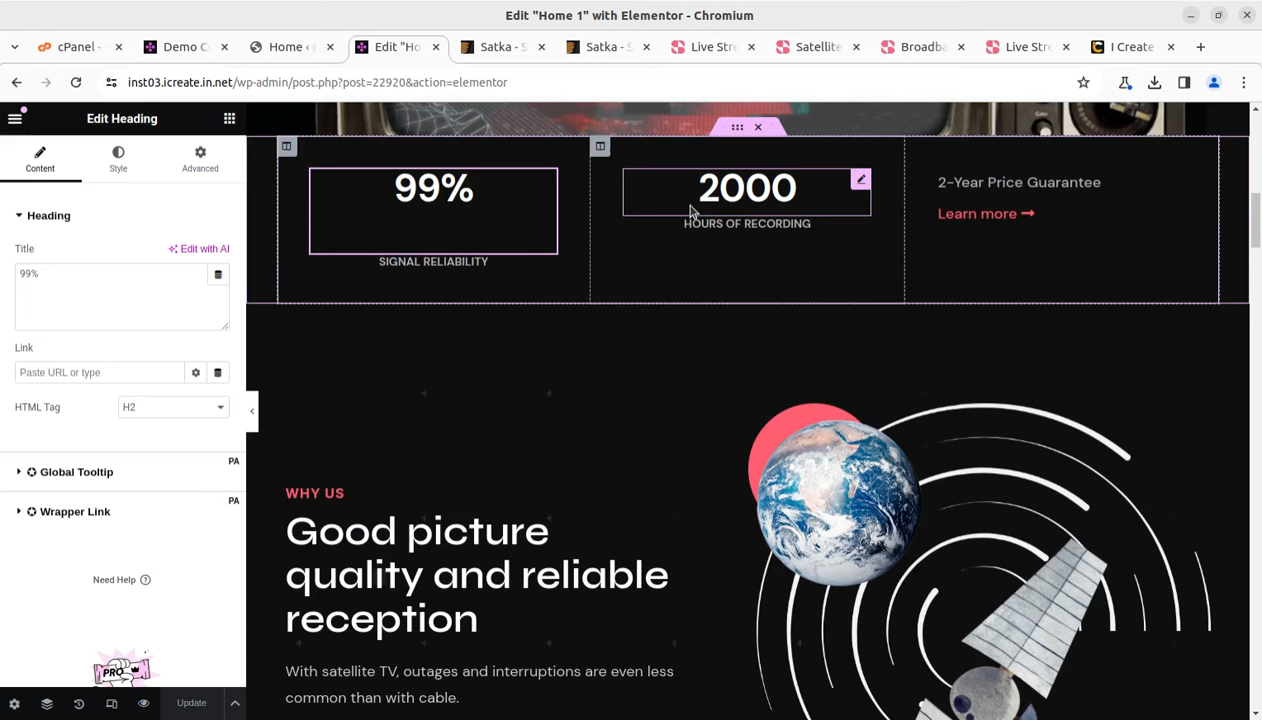 Edit "Home 1" with Elementor - Chromium
cPanel -
Demo C
Home ‹
Edit "Ho
Satka - S
Satka - S
Live Stre
Satellite
Broadba
Live Stre
I Create
inst03.icreate.in.net/wp-admin/post.php?post=22920&action=elementor
Edit Heading
Content
Style
Advanced
Heading
Title
Edit with AI
99%
Link
Paste URL or type
HTML Tag
H2
Global Tooltip
PA
Wrapper Link
PA
Need Help
PRO
Update
99%
SIGNAL RELIABILITY
2000
HOURS OF RECORDING
2-Year Price Guarantee
Learn more
WHY US
Good picture
quality and reliable
reception
With satellite TV, outages and interruptions are even less
common than with cable.